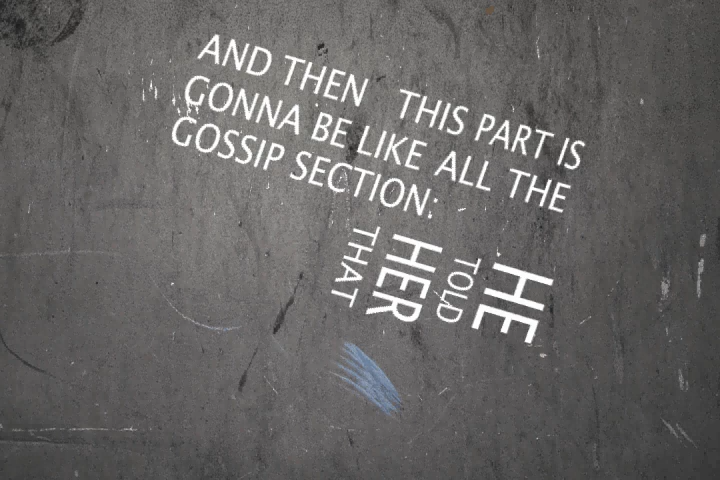 AND THEN THIS PART IS
GONNA BE LIKE ALL THE
GOSSIP SECTION:
HE
TOLD
HER
THAT